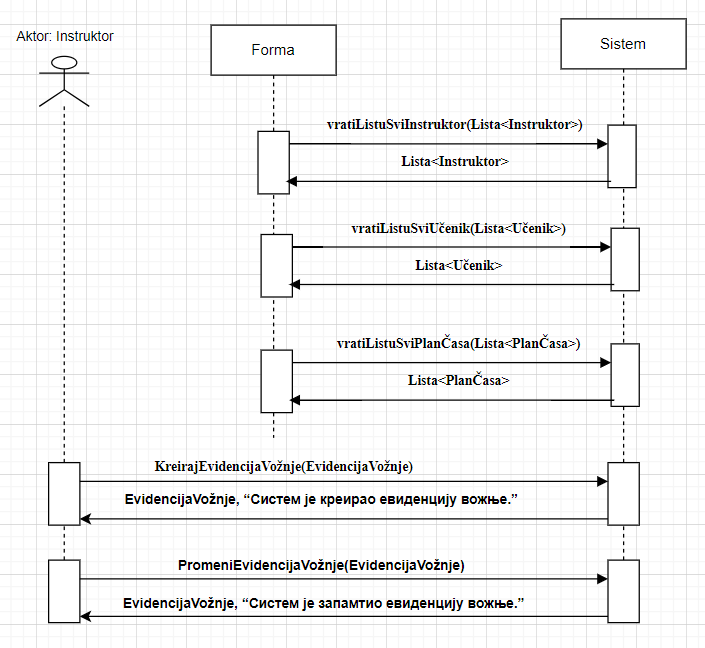 Aktor: Instruktor
Forma
Sistem
vratiListuSviInstruktor(Lista<Instruktor>)
Lista<Instruktor>
vratiListuSviUčenik(Lista<Učenik>)
Lista<Učenik>
vratiListuSviPlanČasa(Lista<PlanČasa>)
Lista<PlanČasa>
KreirajEvidencijaVožnje(EvidencijaVožnje)
EvidencijaVožnje, “Систем је креирао евиденцију вожње.”
PromeniEvidencijaVožnje(EvidencijaVožnje)
EvidencijaVožnje, “Систем је запамтио евиденцију вожње.”